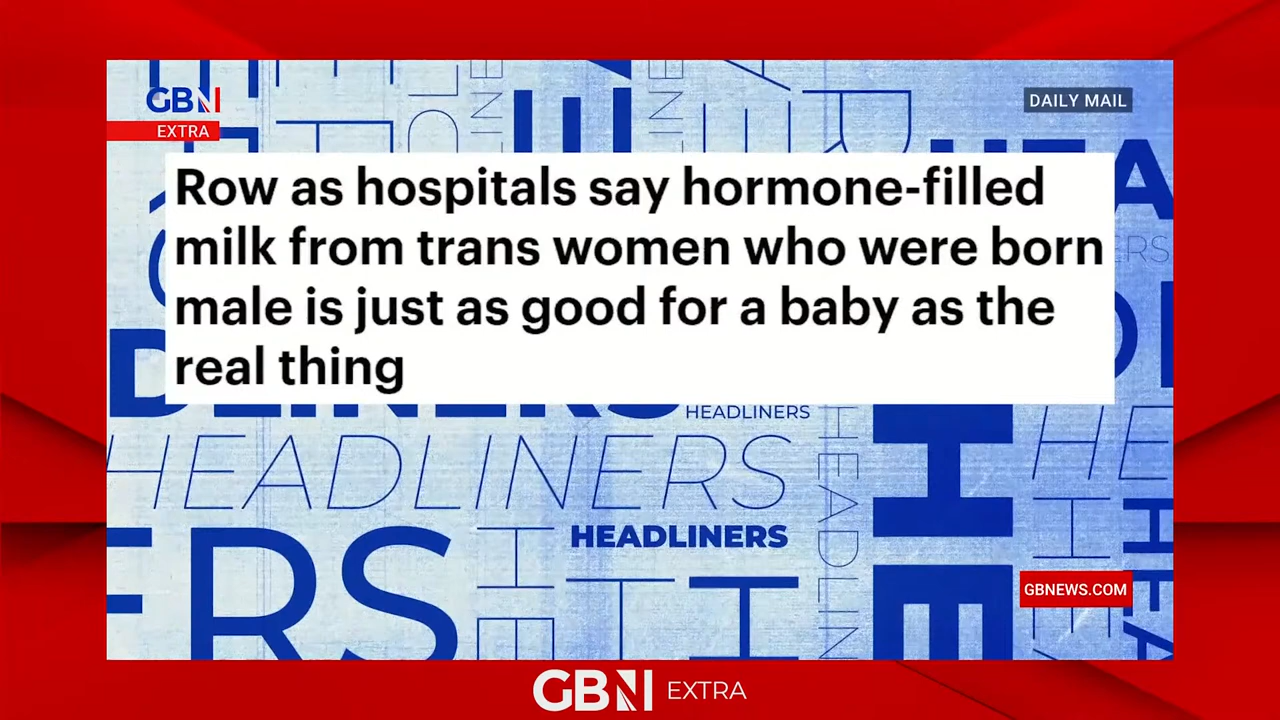 GBN
EXTRA
DAILY MAIL
Row as hospitals say hormone-filled
milk from trans women who were born
male is just as good for a baby as the
real thing
HEADLINERS
HEADLINERS
HEADLINERS
GBNEWS.COM
GBN EXTRA